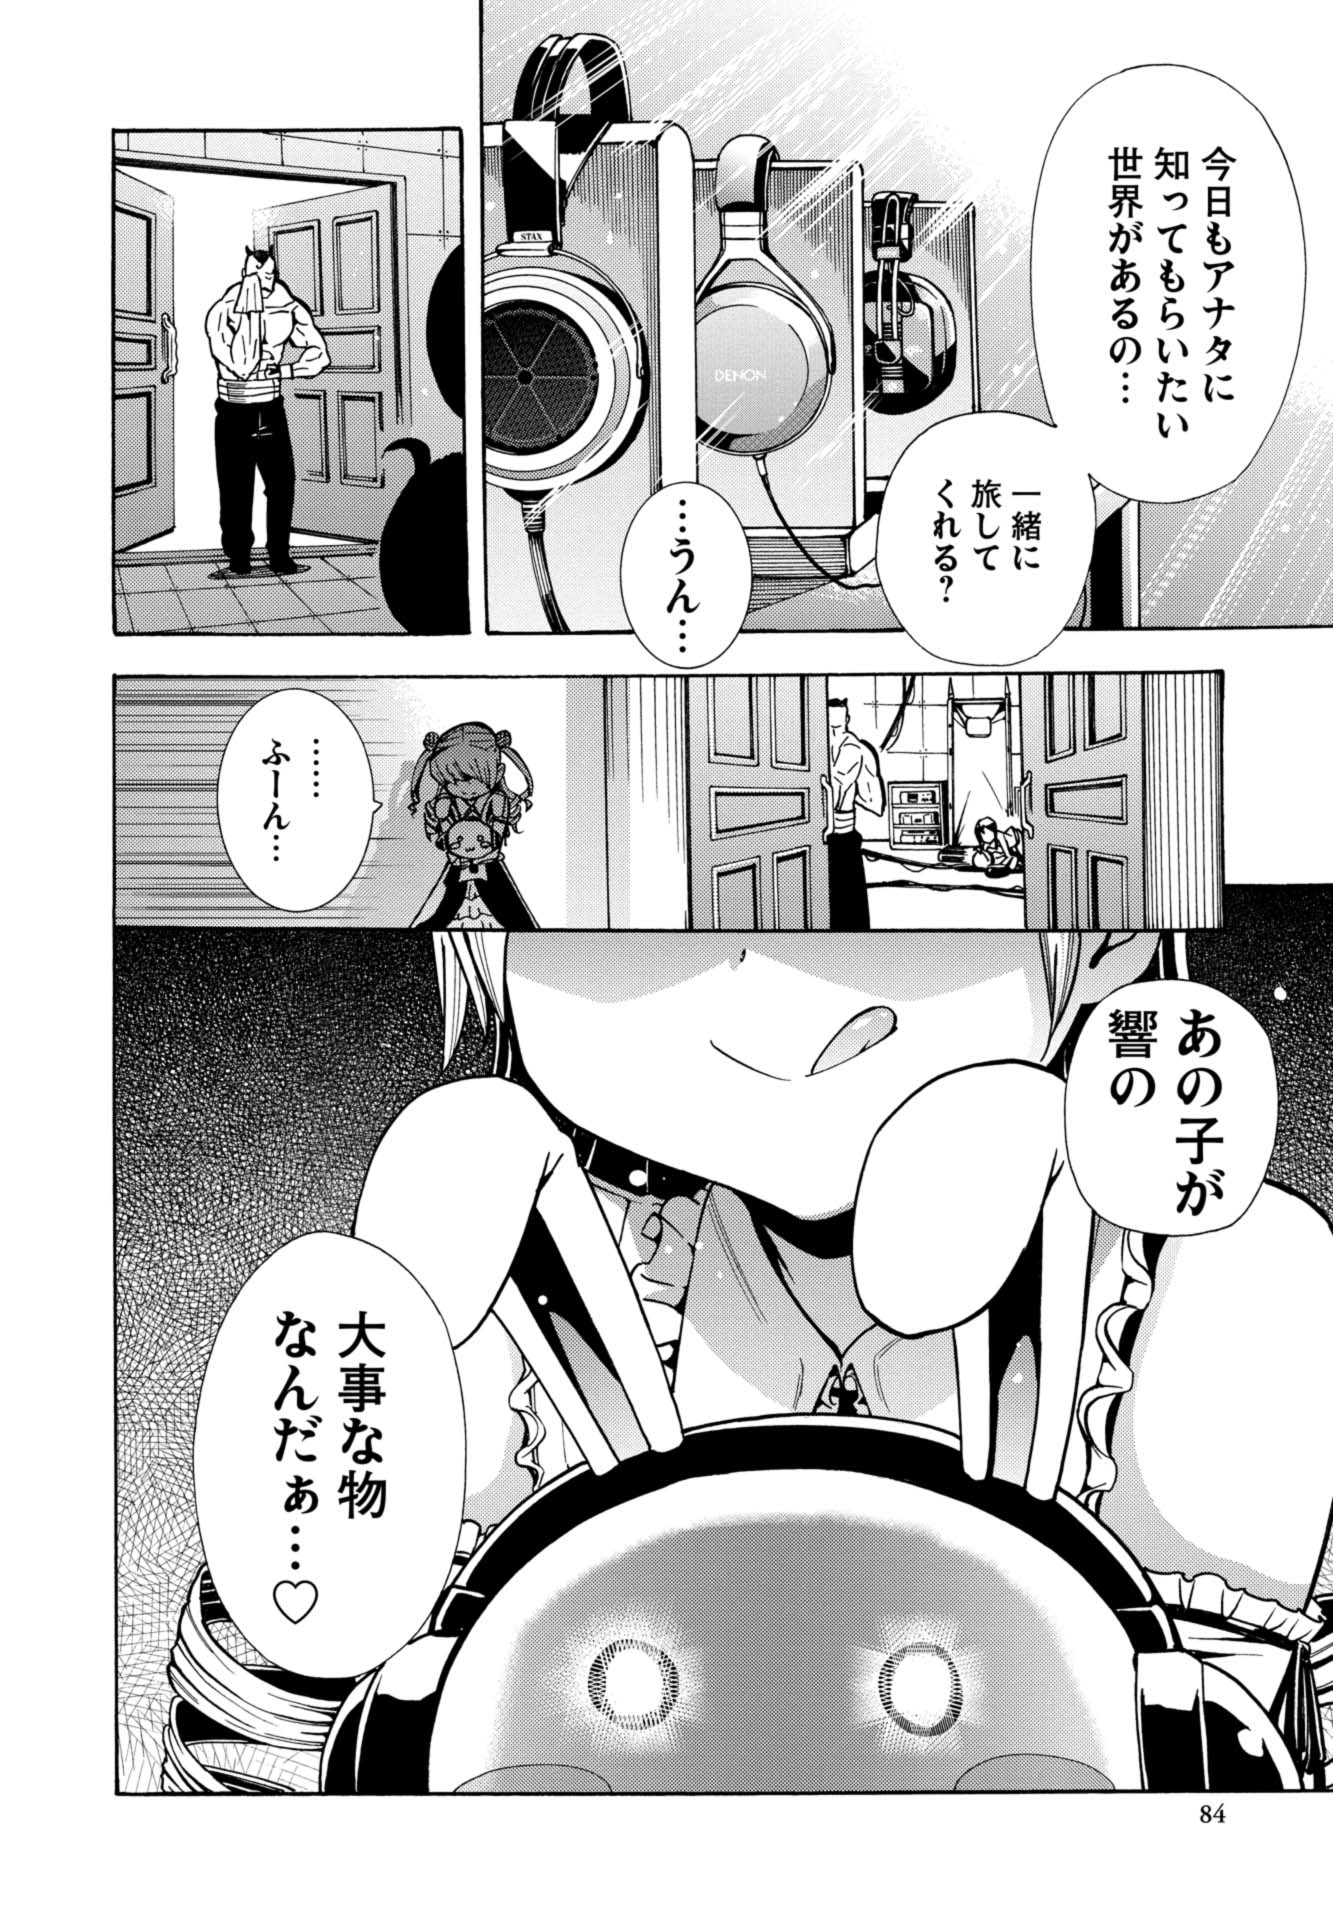 今日もアナタに
知ってもらいたい
世界があるの…
一緒に
旅して
くれる?
…うん…
STAX
DENON
……
ふーん…
あの子が
響の
大事な物
なんだぁ…♡
84